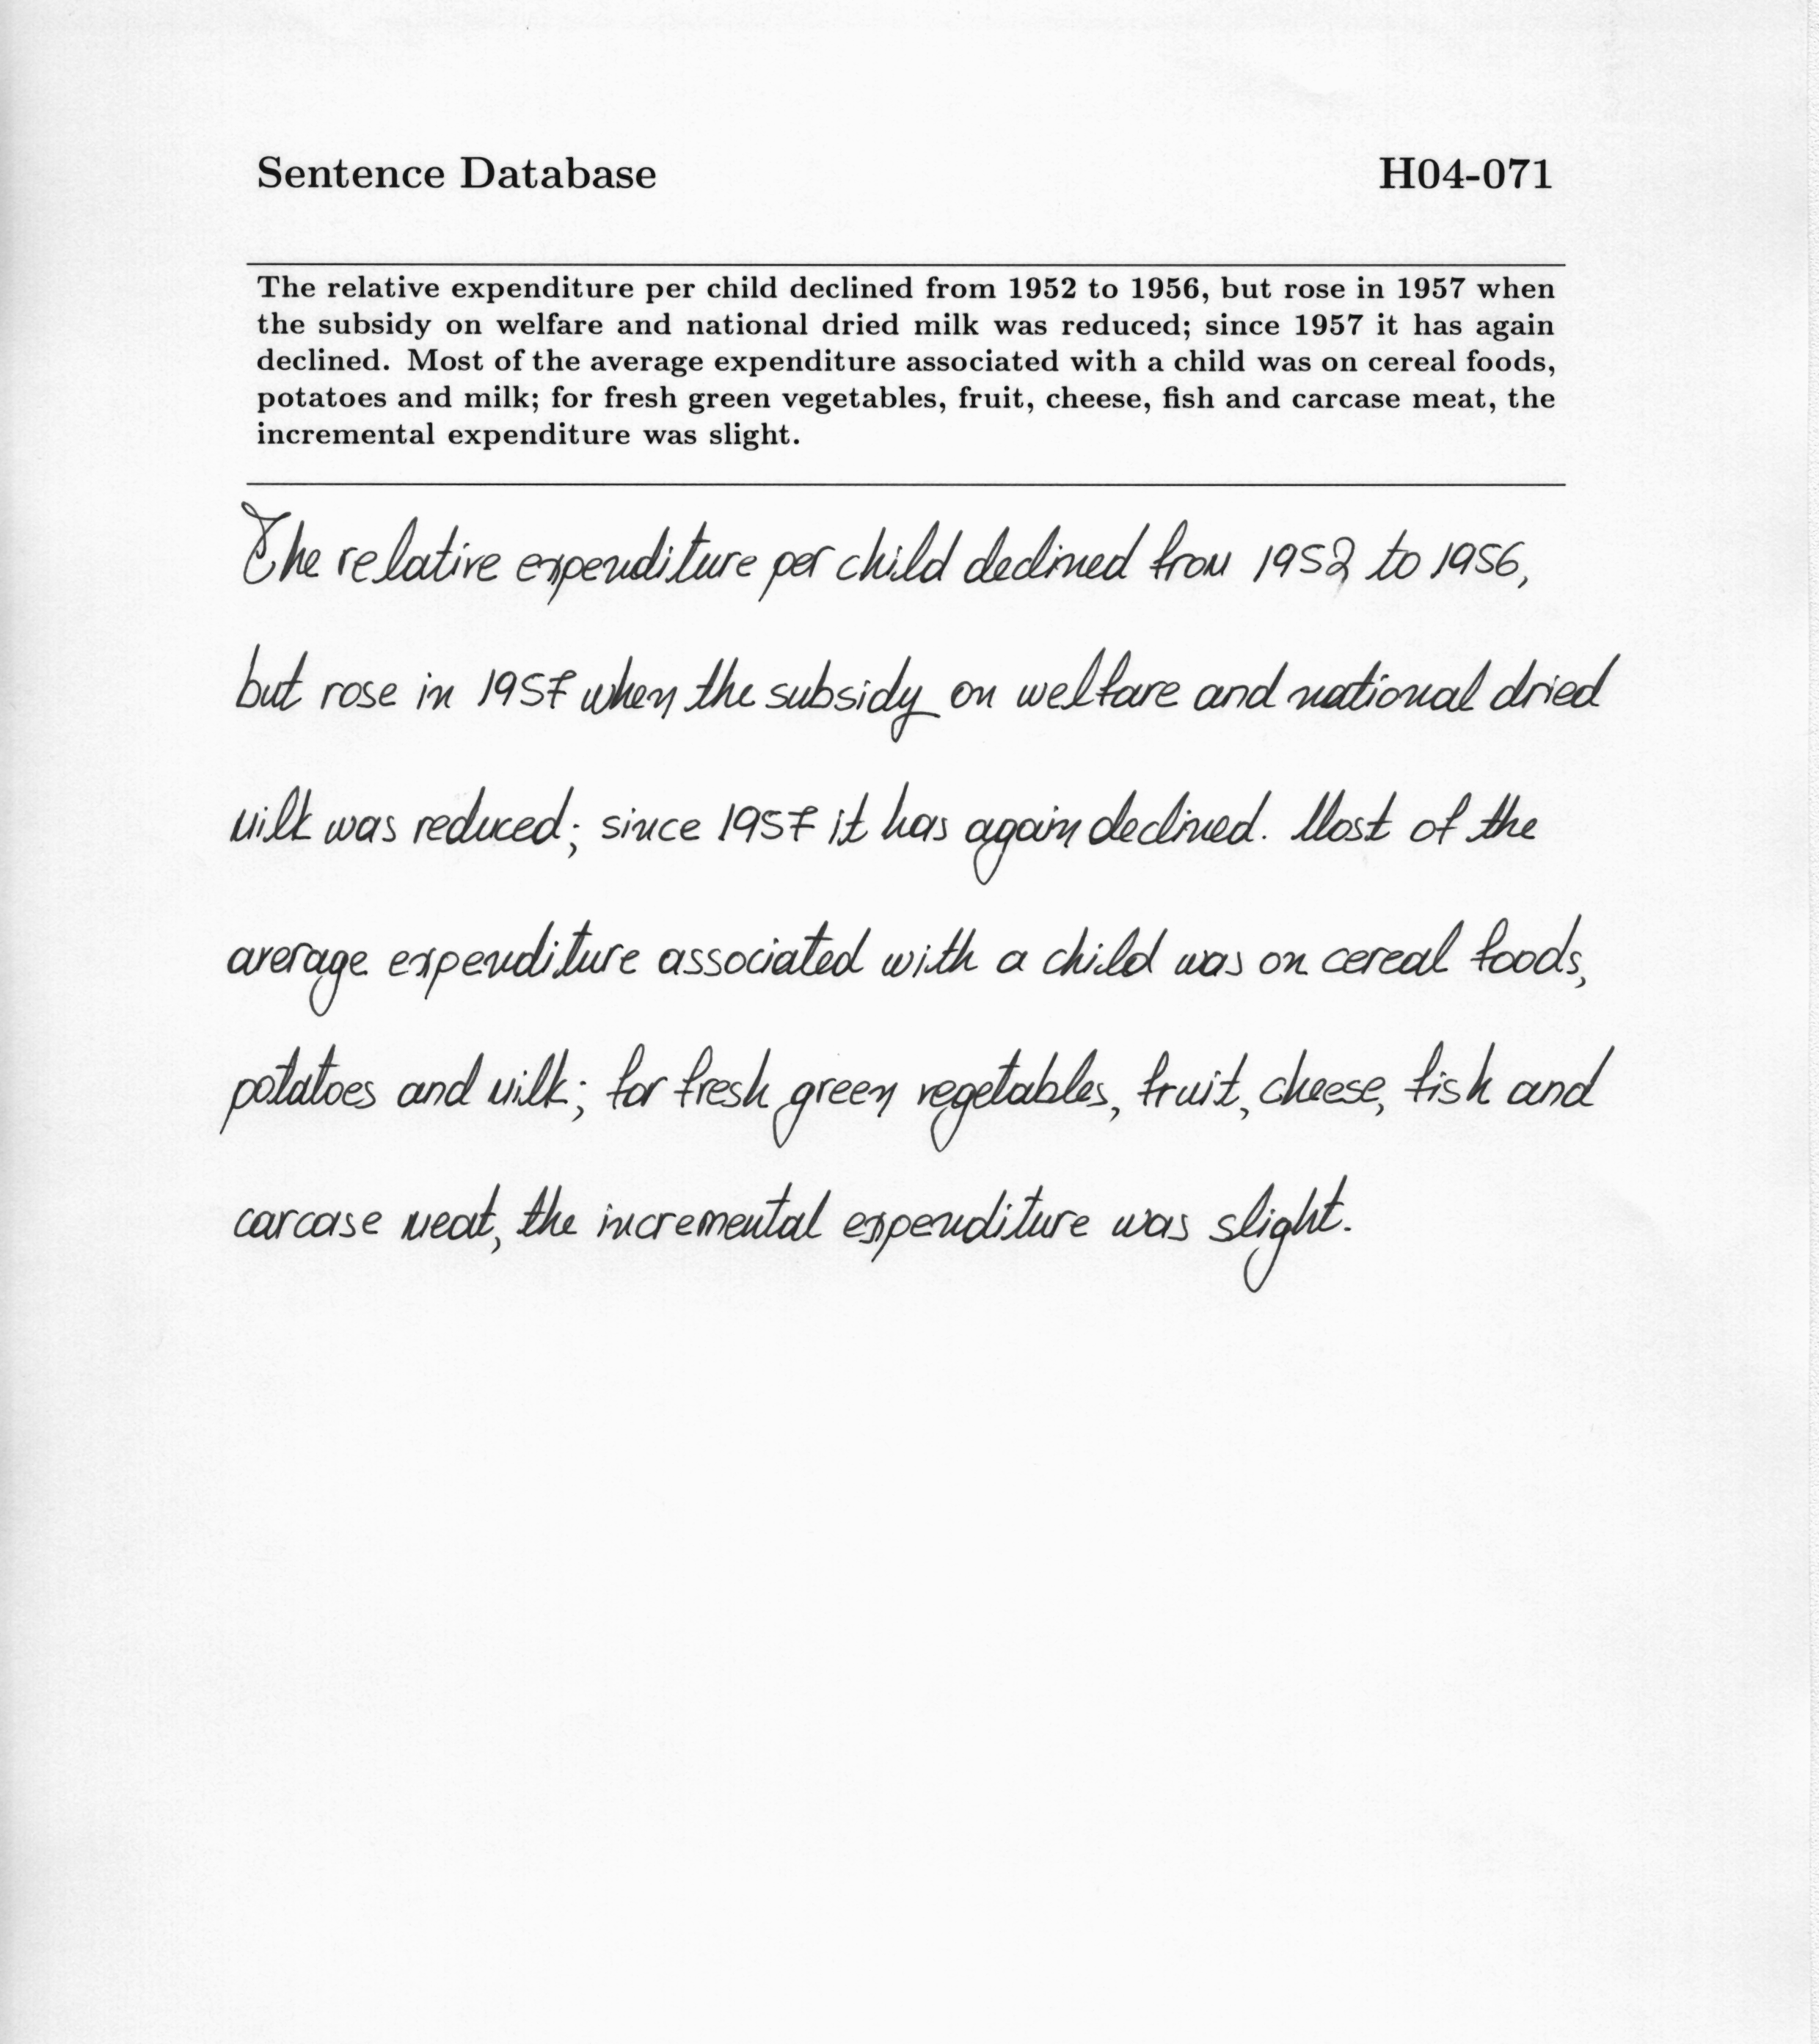 Sentence Database H04-071
The relative expenditure per child declined from 1952 to 1956, but rose in 1957 when
the subsidy on welfare and national dried milk was reduced; since 1957 it has again
declined. Most of the average expenditure associated with a child was on cereal foods,
potatoes and milk; for fresh green vegetables, fruit, cheese, fish and carcase meat, the
incremental expenditure was slight.
The relative expenditure per child declined from 1952 to 1956,
but rose in 1957 when the subsidy on welfare and national dried
milk was reduced; since 1957 it has again declined. Most of the
average expenditure associated with a child was on cereal foods,
potatoes and milk; for fresh green vegetables, fruit, cheese, fish and
carcase meat, the incremental expenditure was slight.